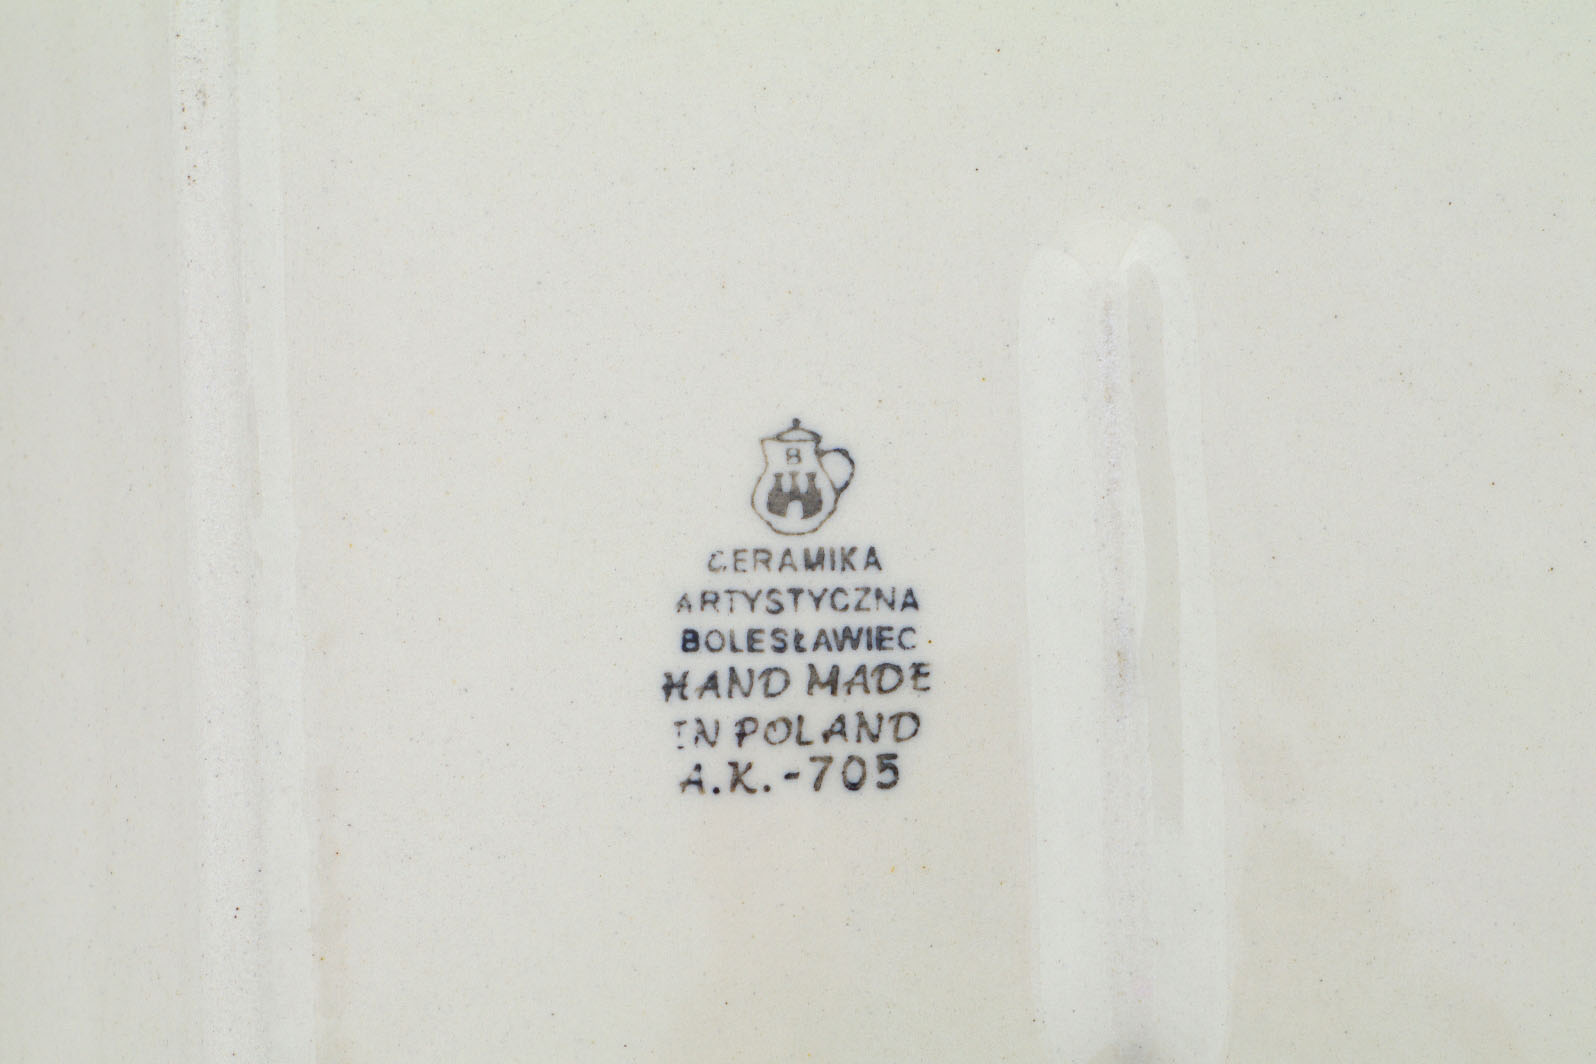 B
CERAMIKA
ARTYSTYCZNA
BOLESŁAWIEC
HAND MADE
IN POLAND
A.K.-705